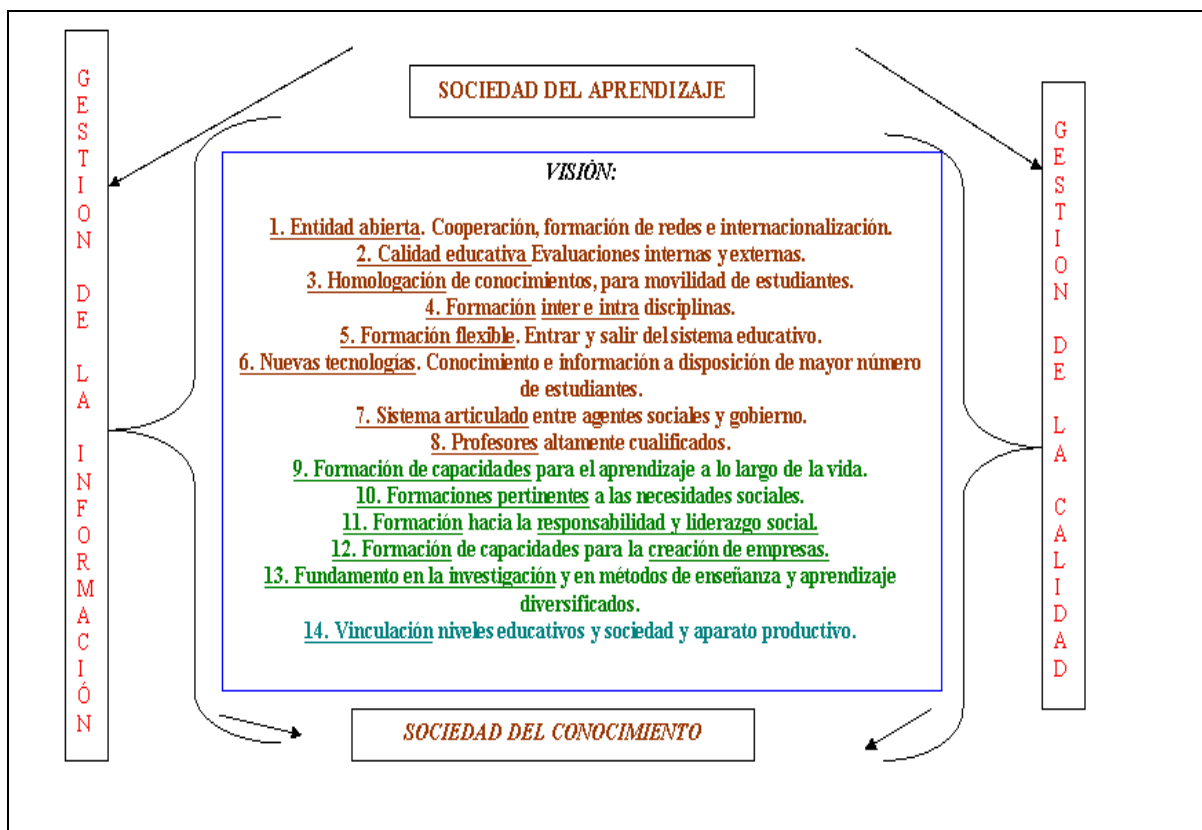 SOCIEDAD DEL APRENDIZAJE
GESTION DE LA INFORMACIÓN
VISIÓN:
1. Entidad abierta. Cooperación, formación de redes e internacionalización.
2. Calidad educativa Evaluaciones internas y externas.
3. Homologación de conocimientos, para movilidad de estudiantes.
4. Formación inter e intra disciplinas.
5. Formación flexible. Entrar y salir del sistema educativo.
6. Nuevas tecnologías. Conocimiento e información a disposición de mayor número
de estudiantes.
7. Sistema articulado entre agentes sociales y gobierno.
8. Profesores altamente cualificados.
9. Formación de capacidades para el aprendizaje a lo largo de la vida.
10. Formaciones pertinentes a las necesidades sociales.
11. Formación hacia la responsabilidad y liderazgo social.
12. Formación de capacidades para la creación de empresas.
13. Fundamento en la investigación y en métodos de enseñanza y aprendizaje
diversificados.
14. Vinculación niveles educativos y sociedad y aparato productivo.
GESTION DE LA CALIDAD
SOCIEDAD DEL CONOCIMIENTO